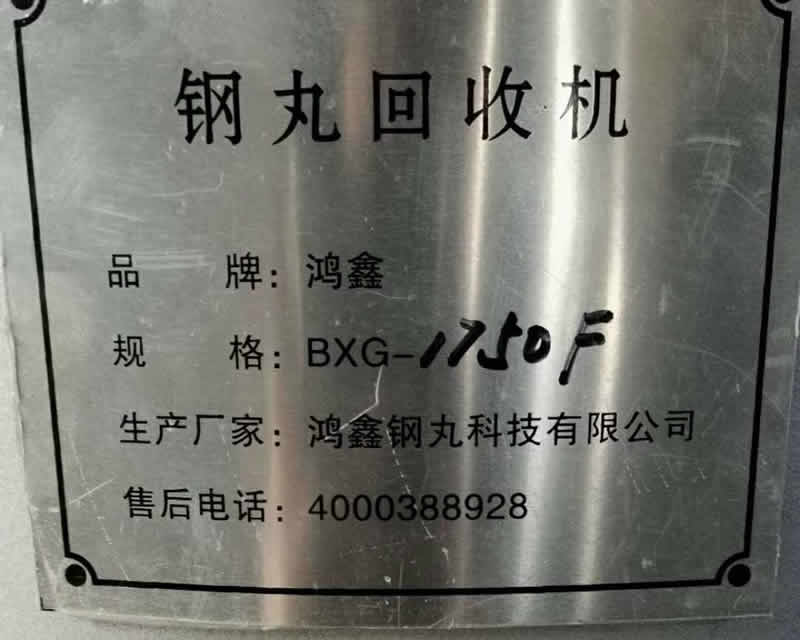 钢丸回收机
品牌：鸿鑫
规格：BXG-1750F
生产厂家：鸿鑫钢丸科技有限公司
售后电话：4000388928